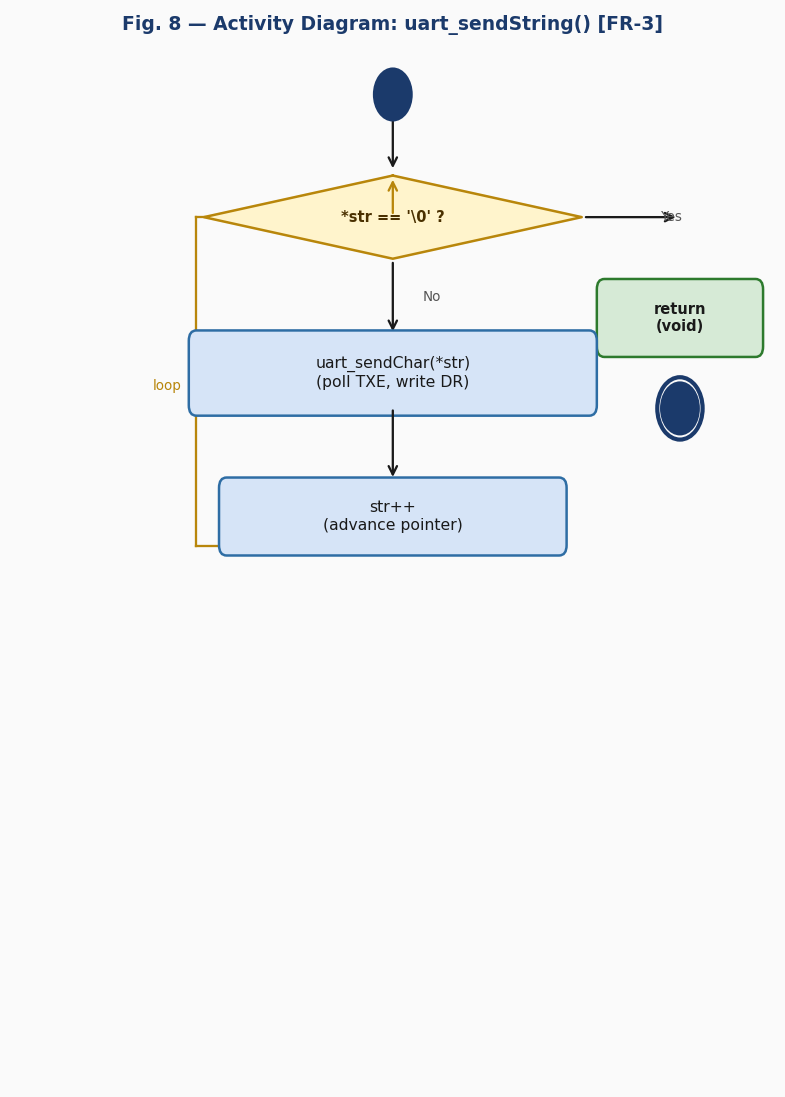 Fig. 8 — Activity Diagram: uart_sendString() [FR-3]
*str == '\0' ?
Yes
No
return
(void)
uart_sendChar(*str)
(poll TXE, write DR)
loop
str++
(advance pointer)